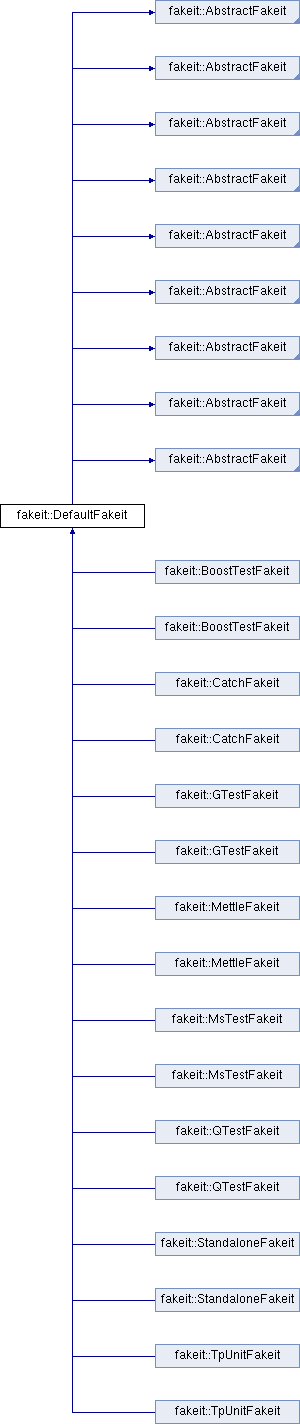 fakeit::AbstractFakeit
fakeit::AbstractFakeit
fakeit::AbstractFakeit
fakeit::AbstractFakeit
fakeit::AbstractFakeit
fakeit::AbstractFakeit
fakeit::AbstractFakeit
fakeit::AbstractFakeit
fakeit::AbstractFakeit
fakeit::DefaultFakeit
fakeit::BoostTestFakeit
fakeit::BoostTestFakeit
fakeit::CatchFakeit
fakeit::CatchFakeit
fakeit::GTestFakeit
fakeit::GTestFakeit
fakeit::MettleFakeit
fakeit::MettleFakeit
fakeit::MsTestFakeit
fakeit::MsTestFakeit
fakeit::QTestFakeit
fakeit::QTestFakeit
fakeit::StandaloneFakeit
fakeit::StandaloneFakeit
fakeit::TpUnitFakeit
fakeit::TpUnitFakeit